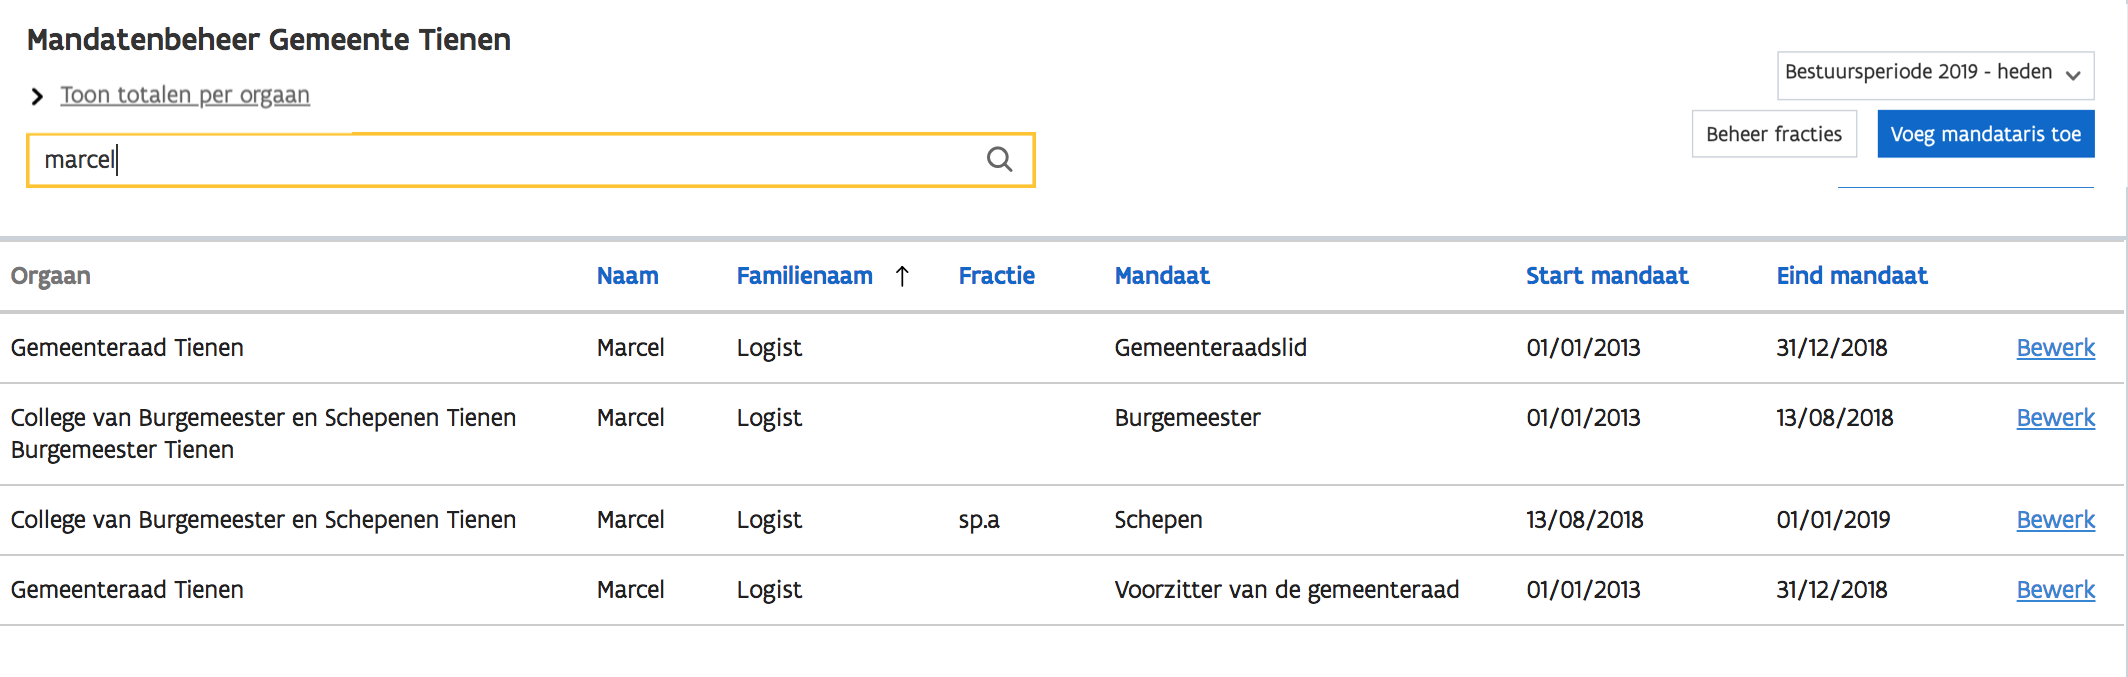 Mandatenbeheer Gemeente Tienen
Bestuursperiode 2019 - heden
Toon totalen per orgaan
Beheer fracties Voeg mandataris toe
marcel
Orgaan Naam Familienaam ↑ Fractie Mandaat Start mandaat Eind mandaat
Gemeenteraad Tienen Marcel Logist Gemeenteraadslid 01/01/2013 31/12/2018 Bewerk
College van Burgemeester en Schepenen Tienen Marcel Logist Burgemeester 01/01/2013 13/08/2018 Bewerk
Burgemeester Tienen
College van Burgemeester en Schepenen Tienen Marcel Logist sp.a Schepen 13/08/2018 01/01/2019 Bewerk
Gemeenteraad Tienen Marcel Logist Voorzitter van de gemeenteraad 01/01/2013 31/12/2018 Bewerk